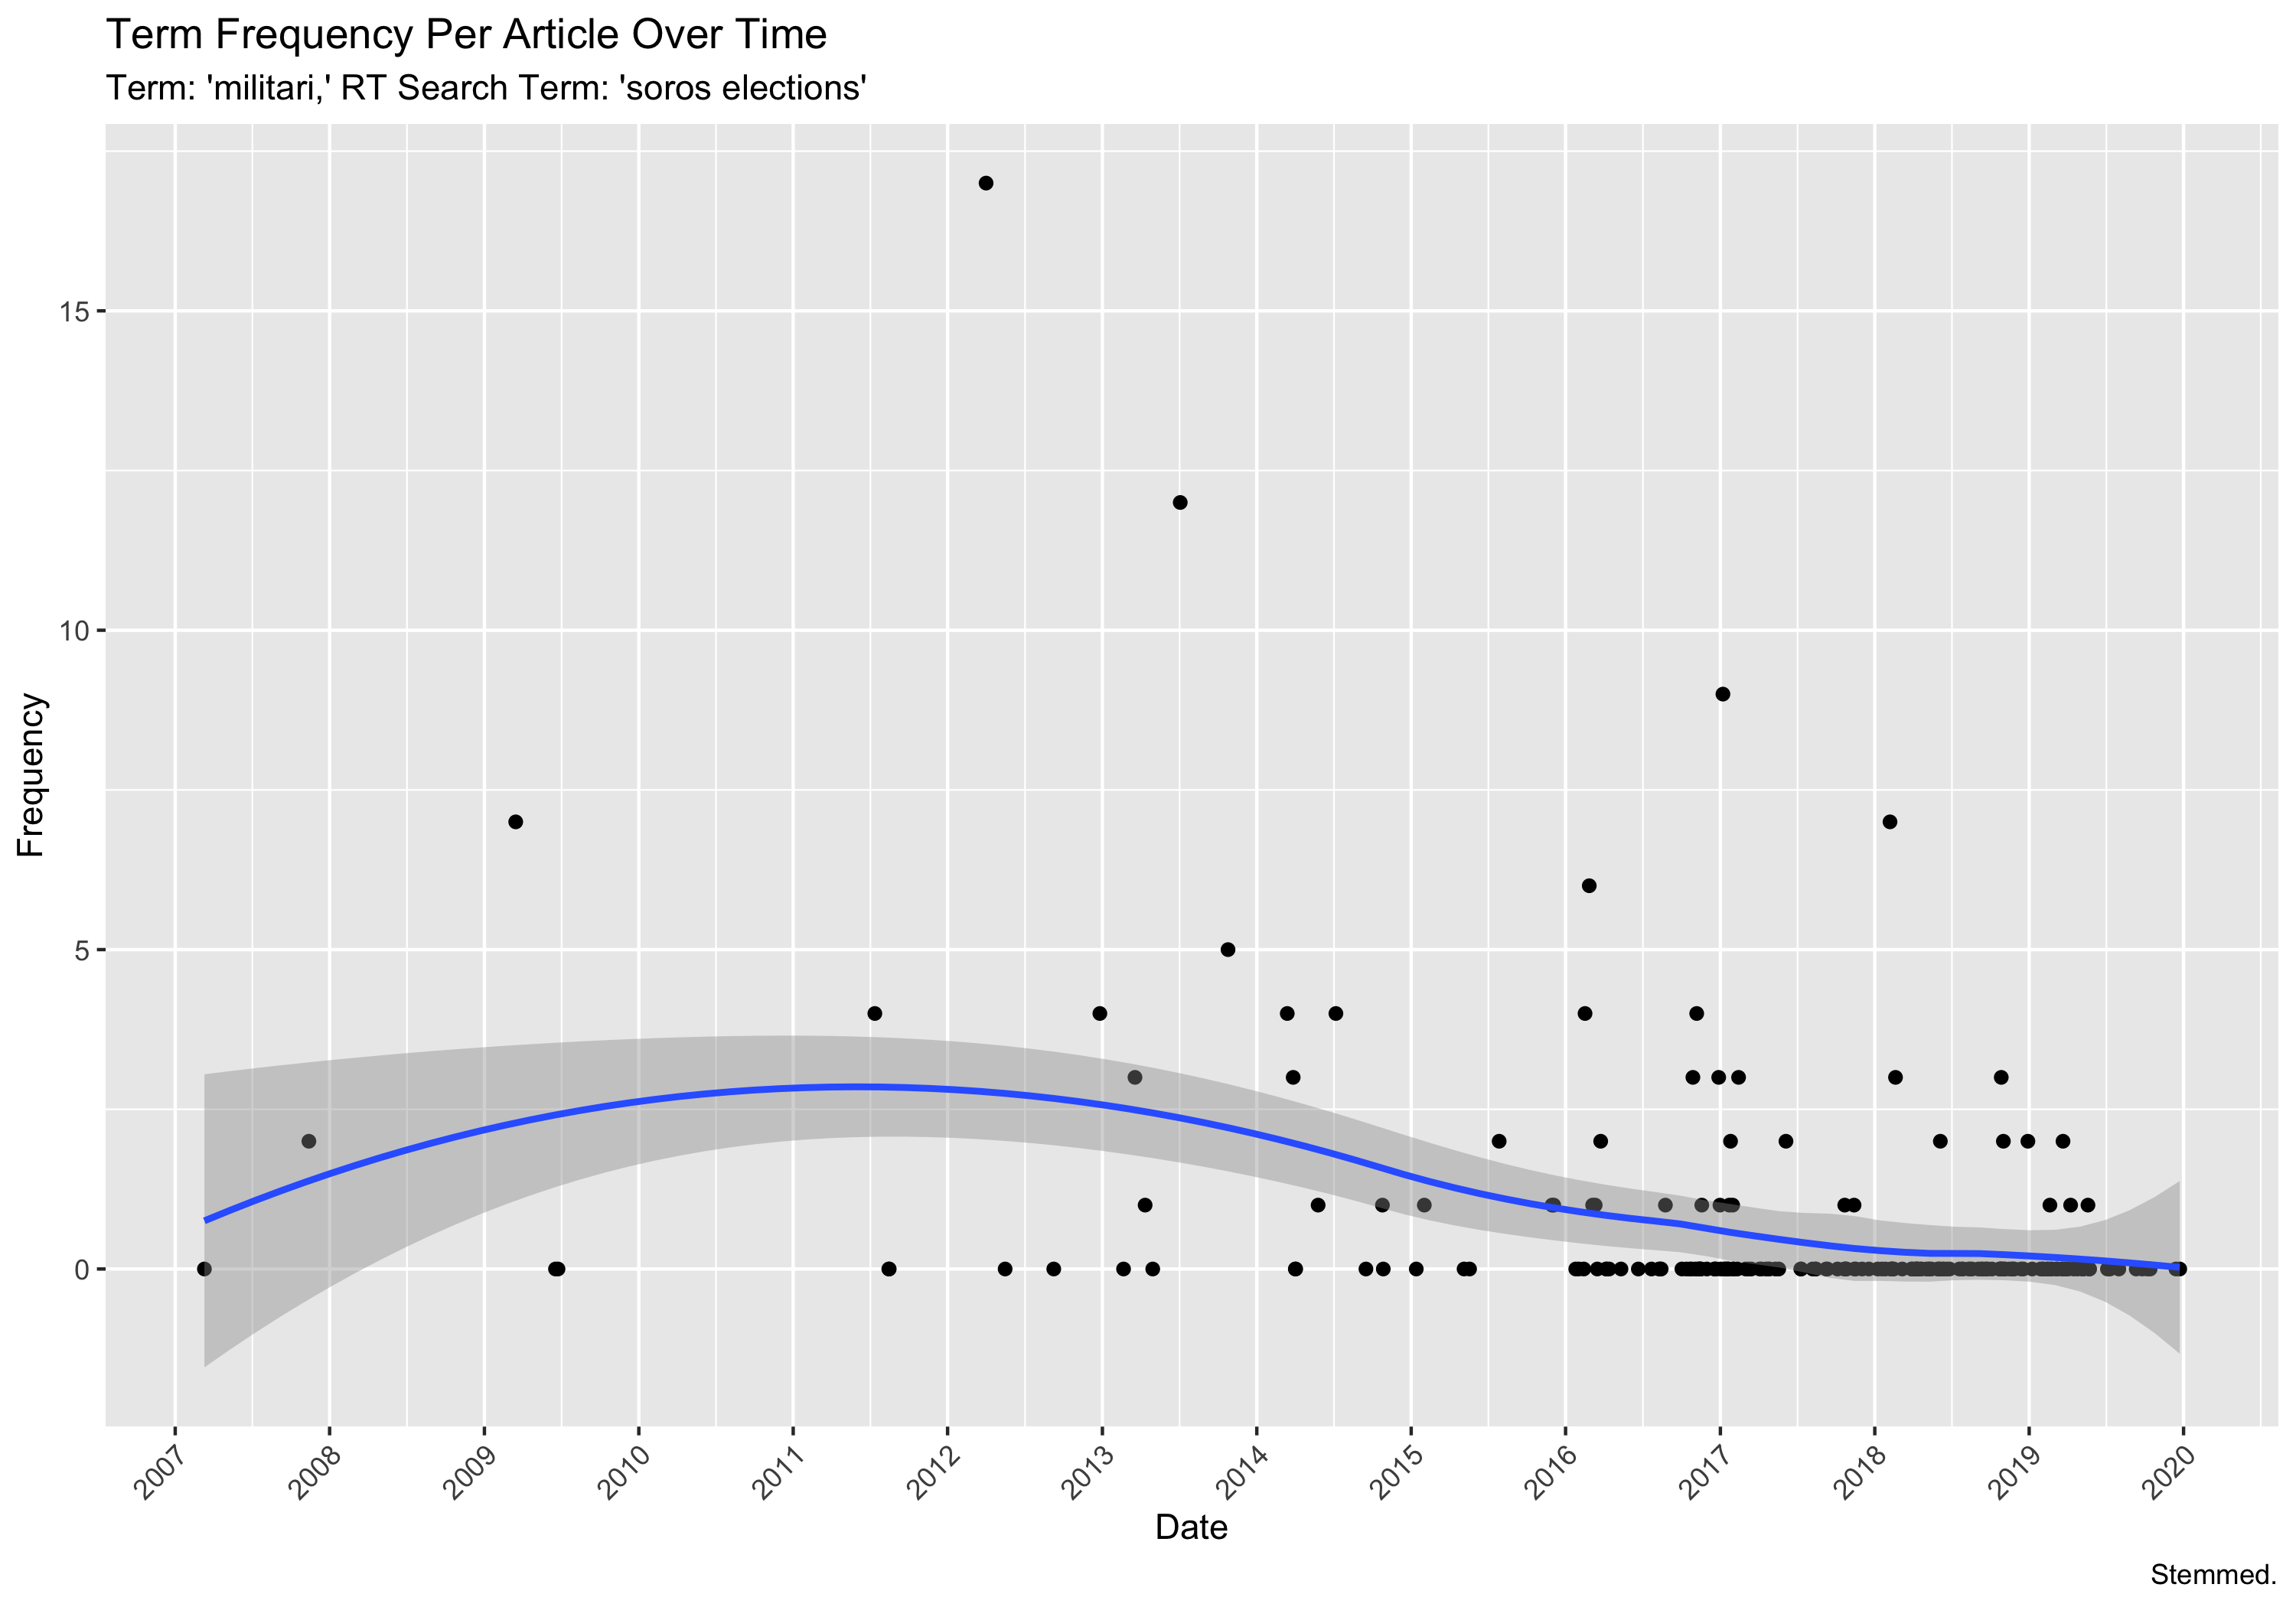 Term Frequency Per Article Over Time
Term: 'militari,' RT Search Term: 'soros elections'
15
10
5
0
Frequency
2007 2008 2009 2010 2011 2012 2013 2014 2015 2016 2017 2018 2019 2020
Date
Stemmed.